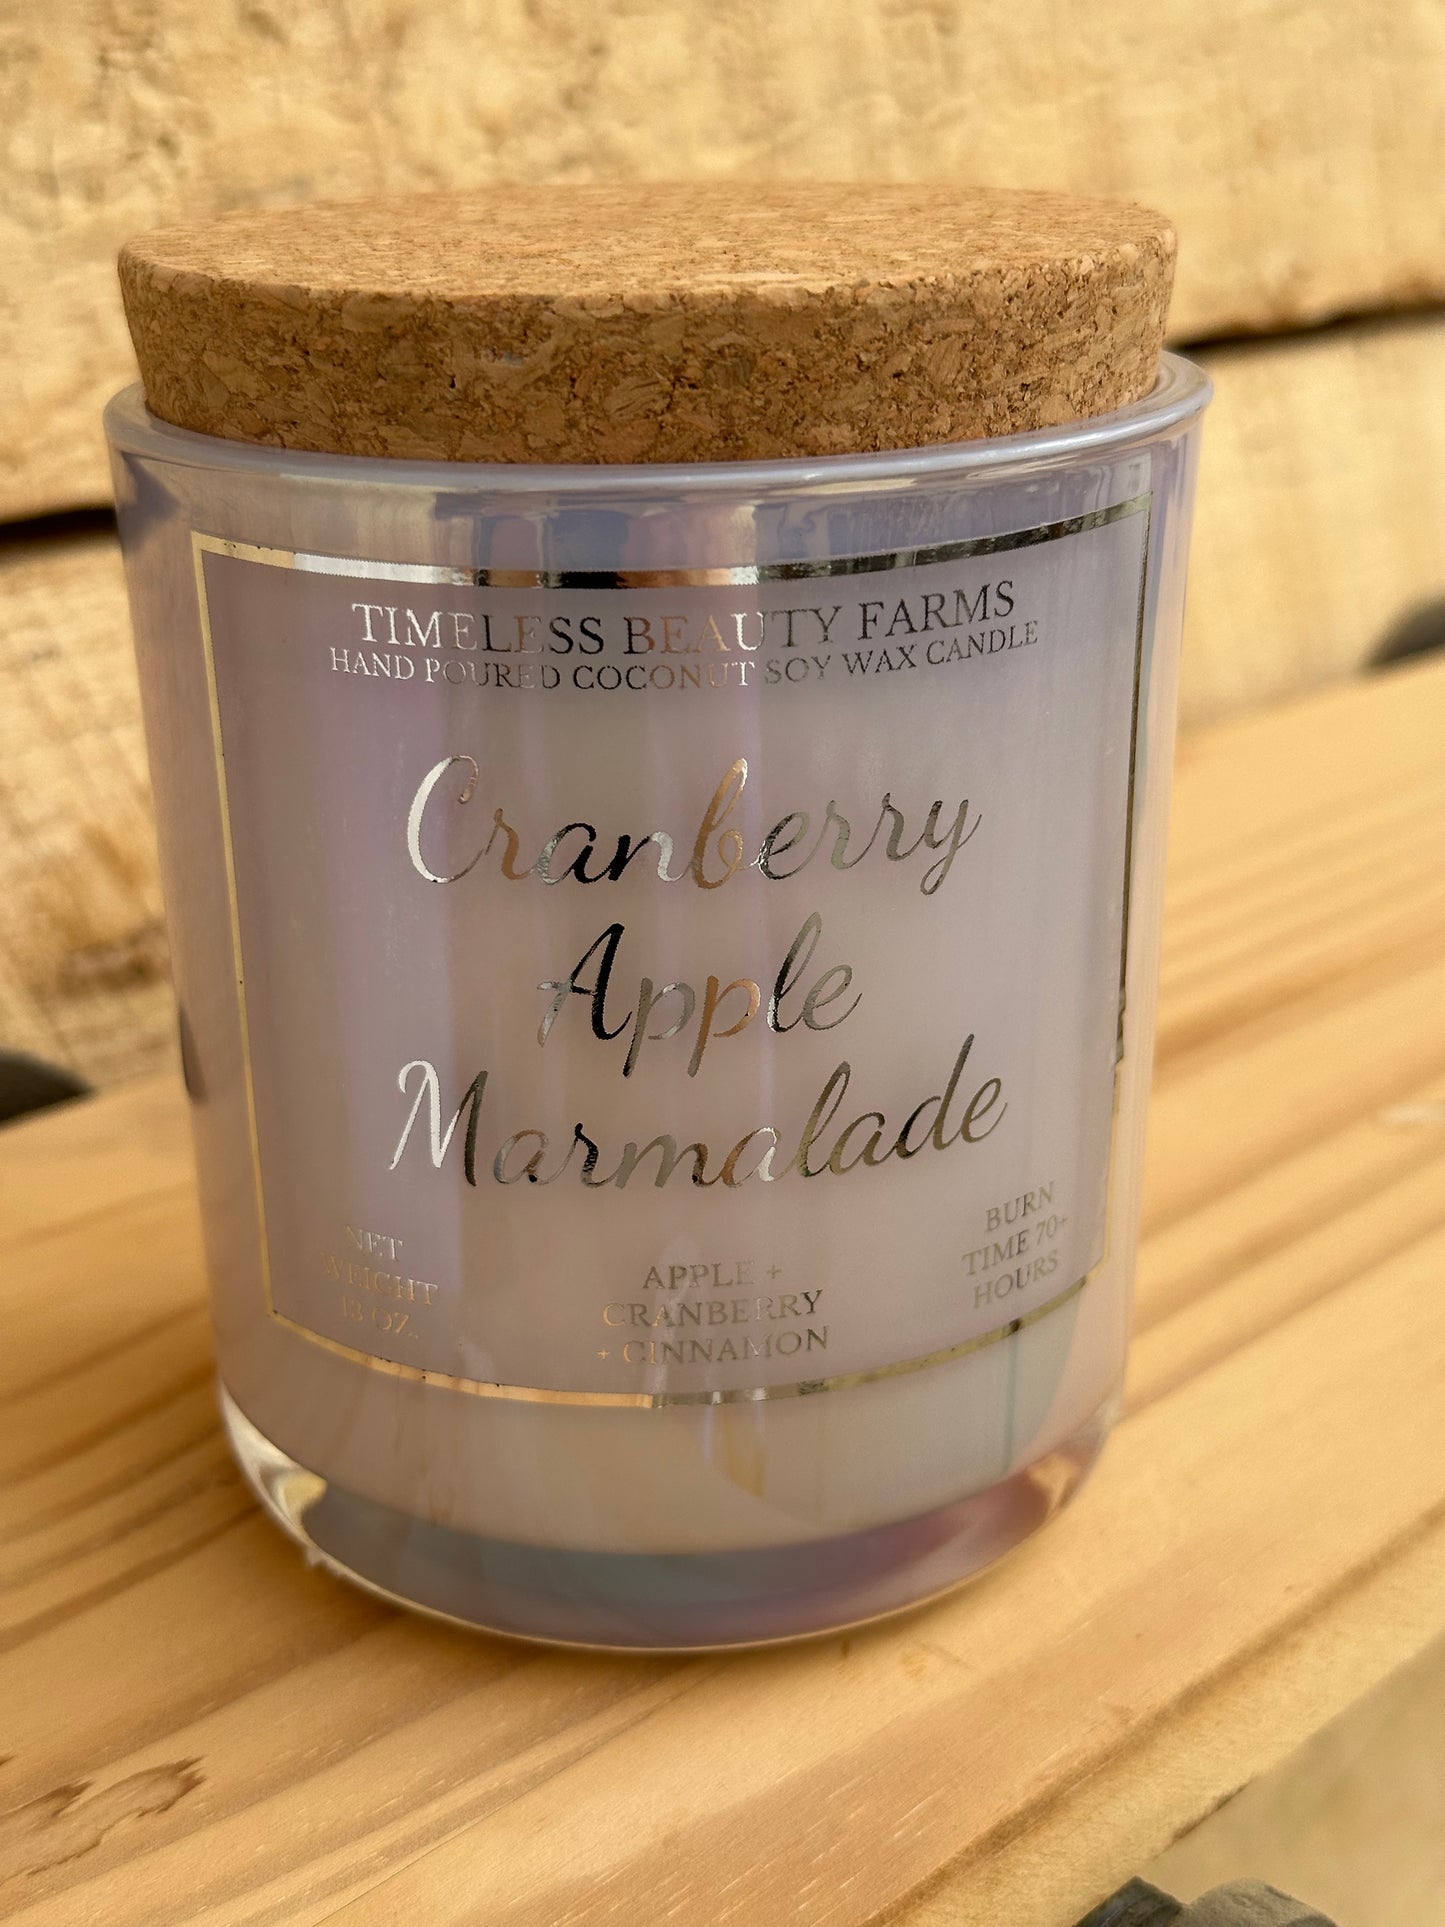 TIMELESS BEAUTY FARMS
HAND POURED COCONUT SOY WAX CANDLE
Cranberry
Apple
Marmalade
NET
WEIGHT
13 OZ.
APPLE +
CRANBERRY
+ CINNAMON
BURN
TIME 70+
HOURS